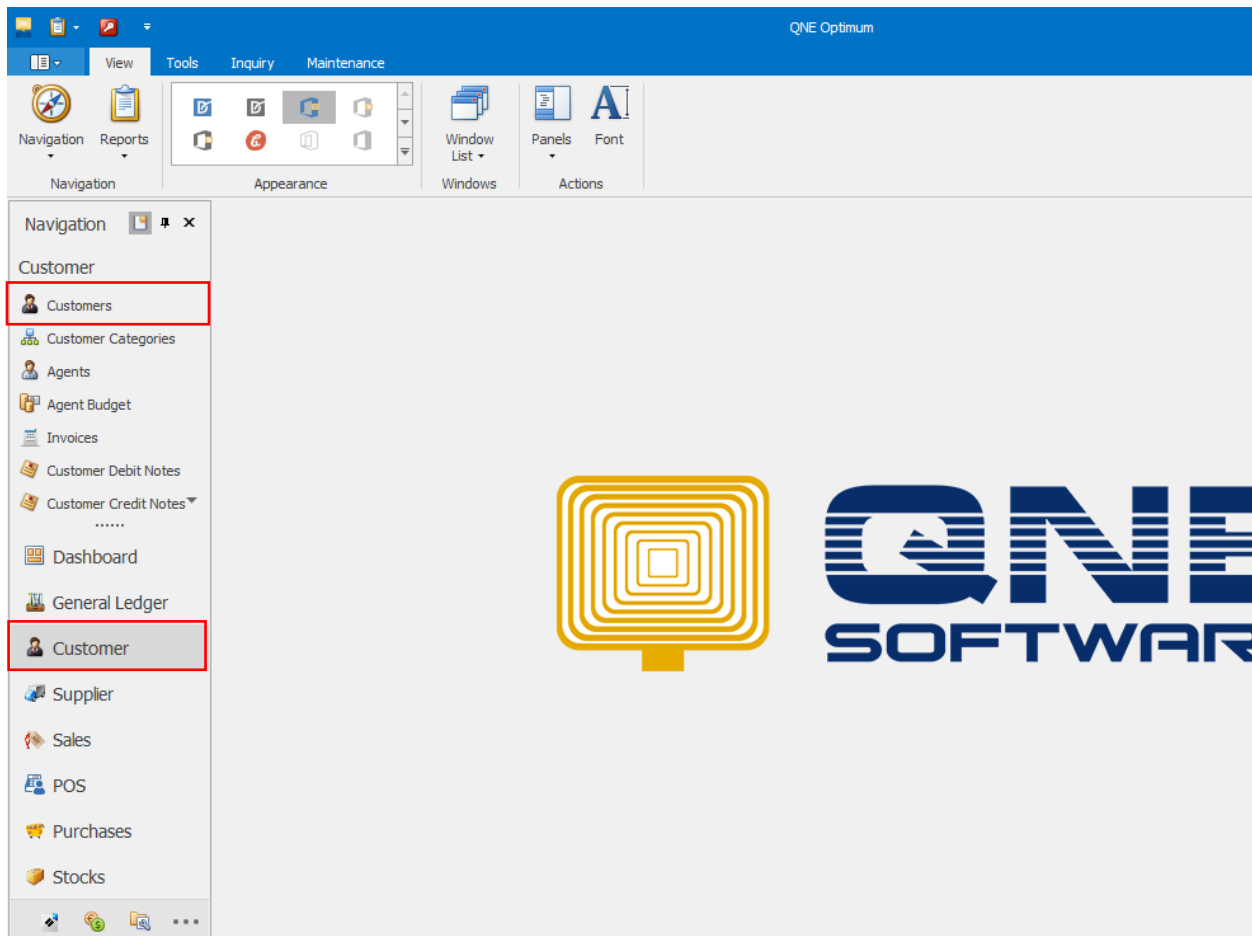 QNE Optimum
View Tools Inquiry Maintenance
Navigation Reports Window List Panels Font
Navigation Appearance Windows Actions
Navigation
Customer
Customers
Customer Categories
Agents
Agent Budget
Invoices
Customer Debit Notes
Customer Credit Notes
Dashboard
General Ledger
Customer
Supplier
Sales
POS
Purchases
Stocks
QNE
SOFTWAR